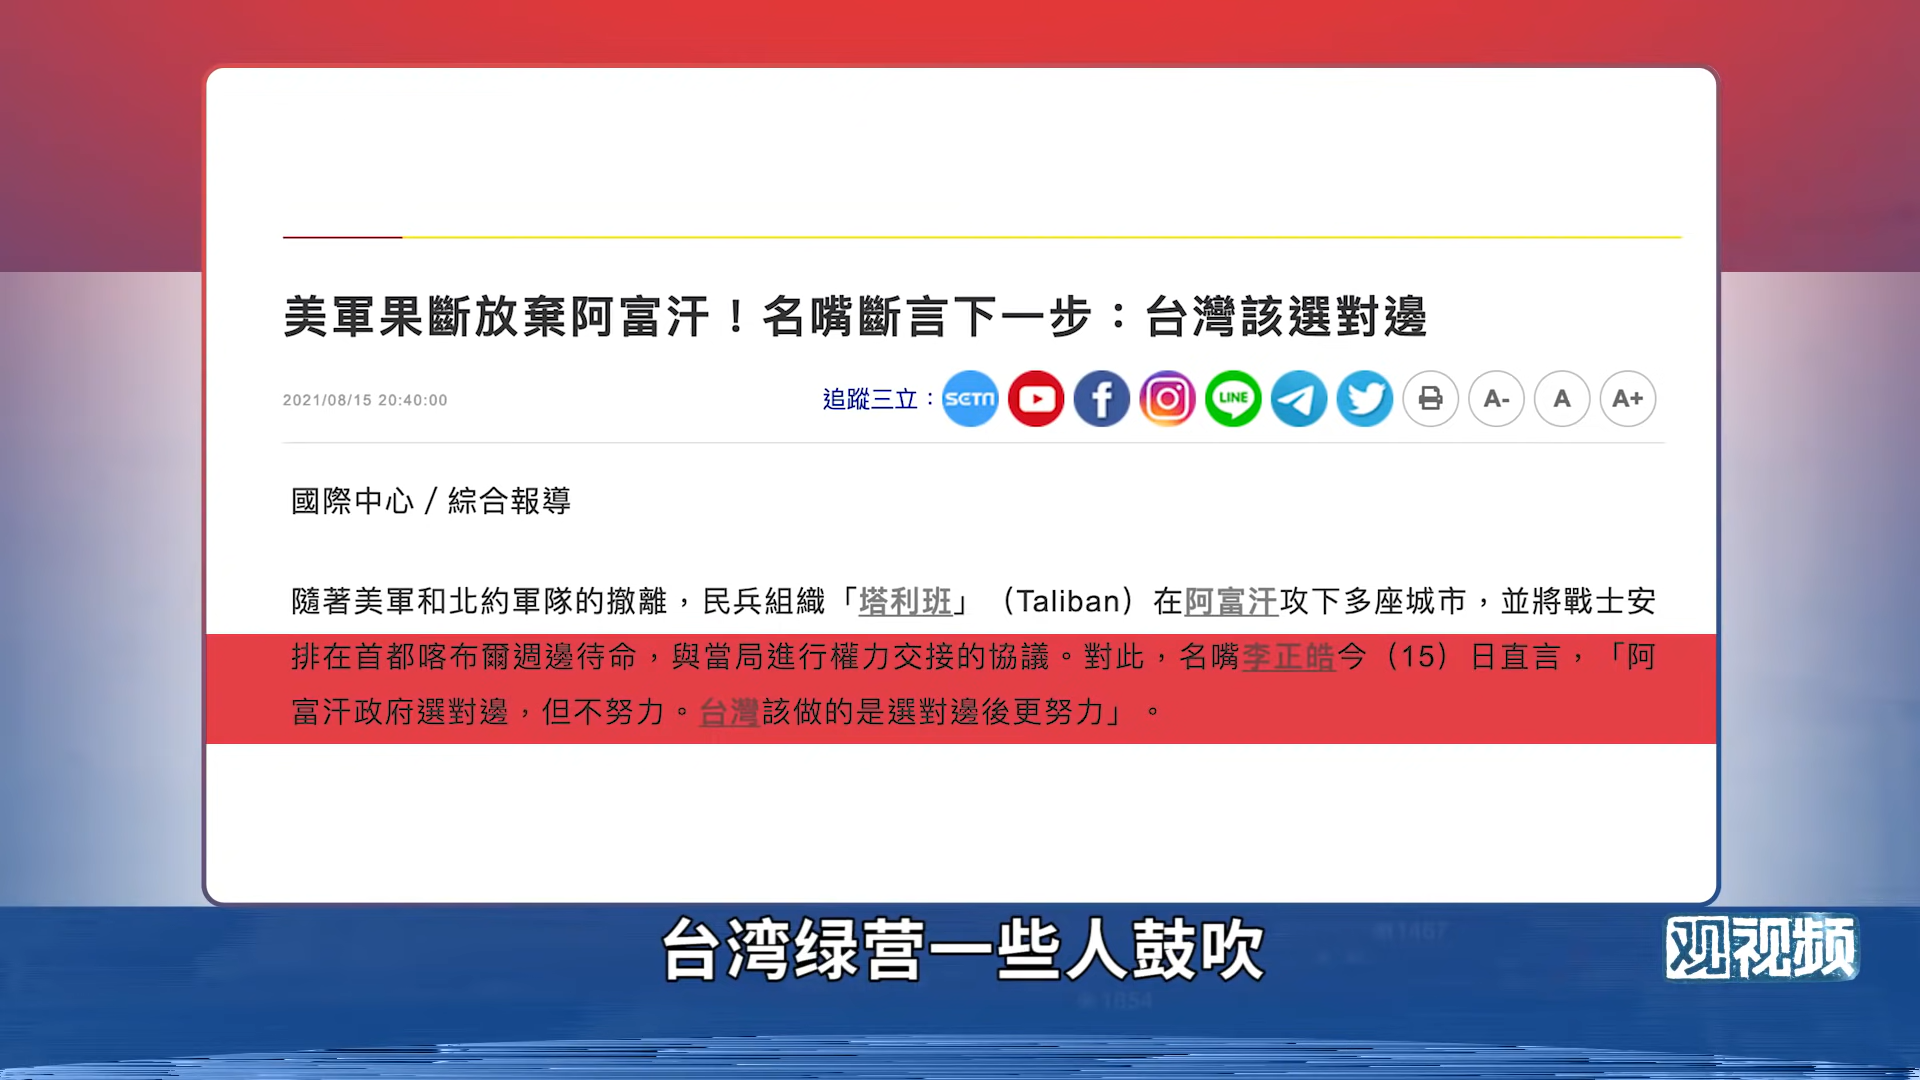 美軍果斷放棄阿富汗！名嘴斷言下一步：台灣該選對邊
2021/08/15 20:40:00
追蹤三立： SETN LINE A- A A+
國際中心／綜合報導
隨著美軍和北約軍隊的撤離，民兵組織「塔利班」（Taliban）在阿富汗攻下多座城市，並將戰士安
排在首都喀布爾週邊待命，與當局進行權力交接的協議。對此，名嘴李正皓今（15）日直言，「阿
富汗政府選對邊，但不努力。台灣該做的是選對邊後更努力」。
台湾绿营一些人鼓吹
观视频